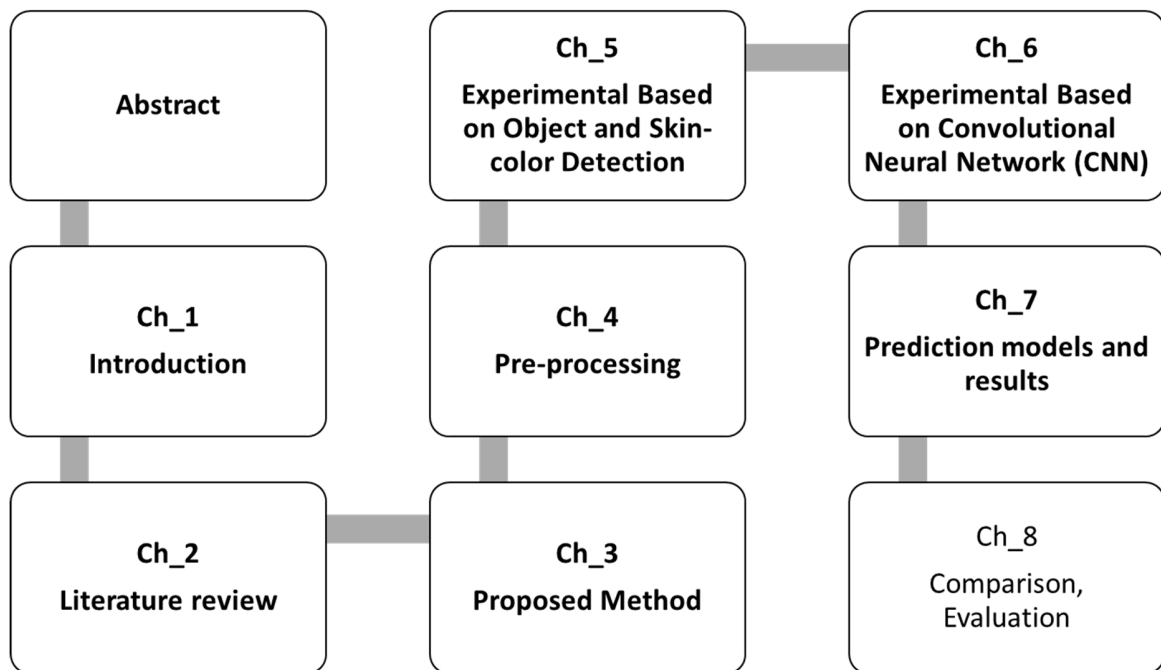 Abstract
Ch_1
Introduction
Ch_2
Literature review
Ch_3
Proposed Method
Ch_4
Pre-processing
Ch_5
Experimental Based
on Object and Skin-
color Detection
Ch_6
Experimental Based
on Convolutional
Neural Network (CNN)
Ch_7
Prediction models and
results
Ch_8
Comparison,
Evaluation